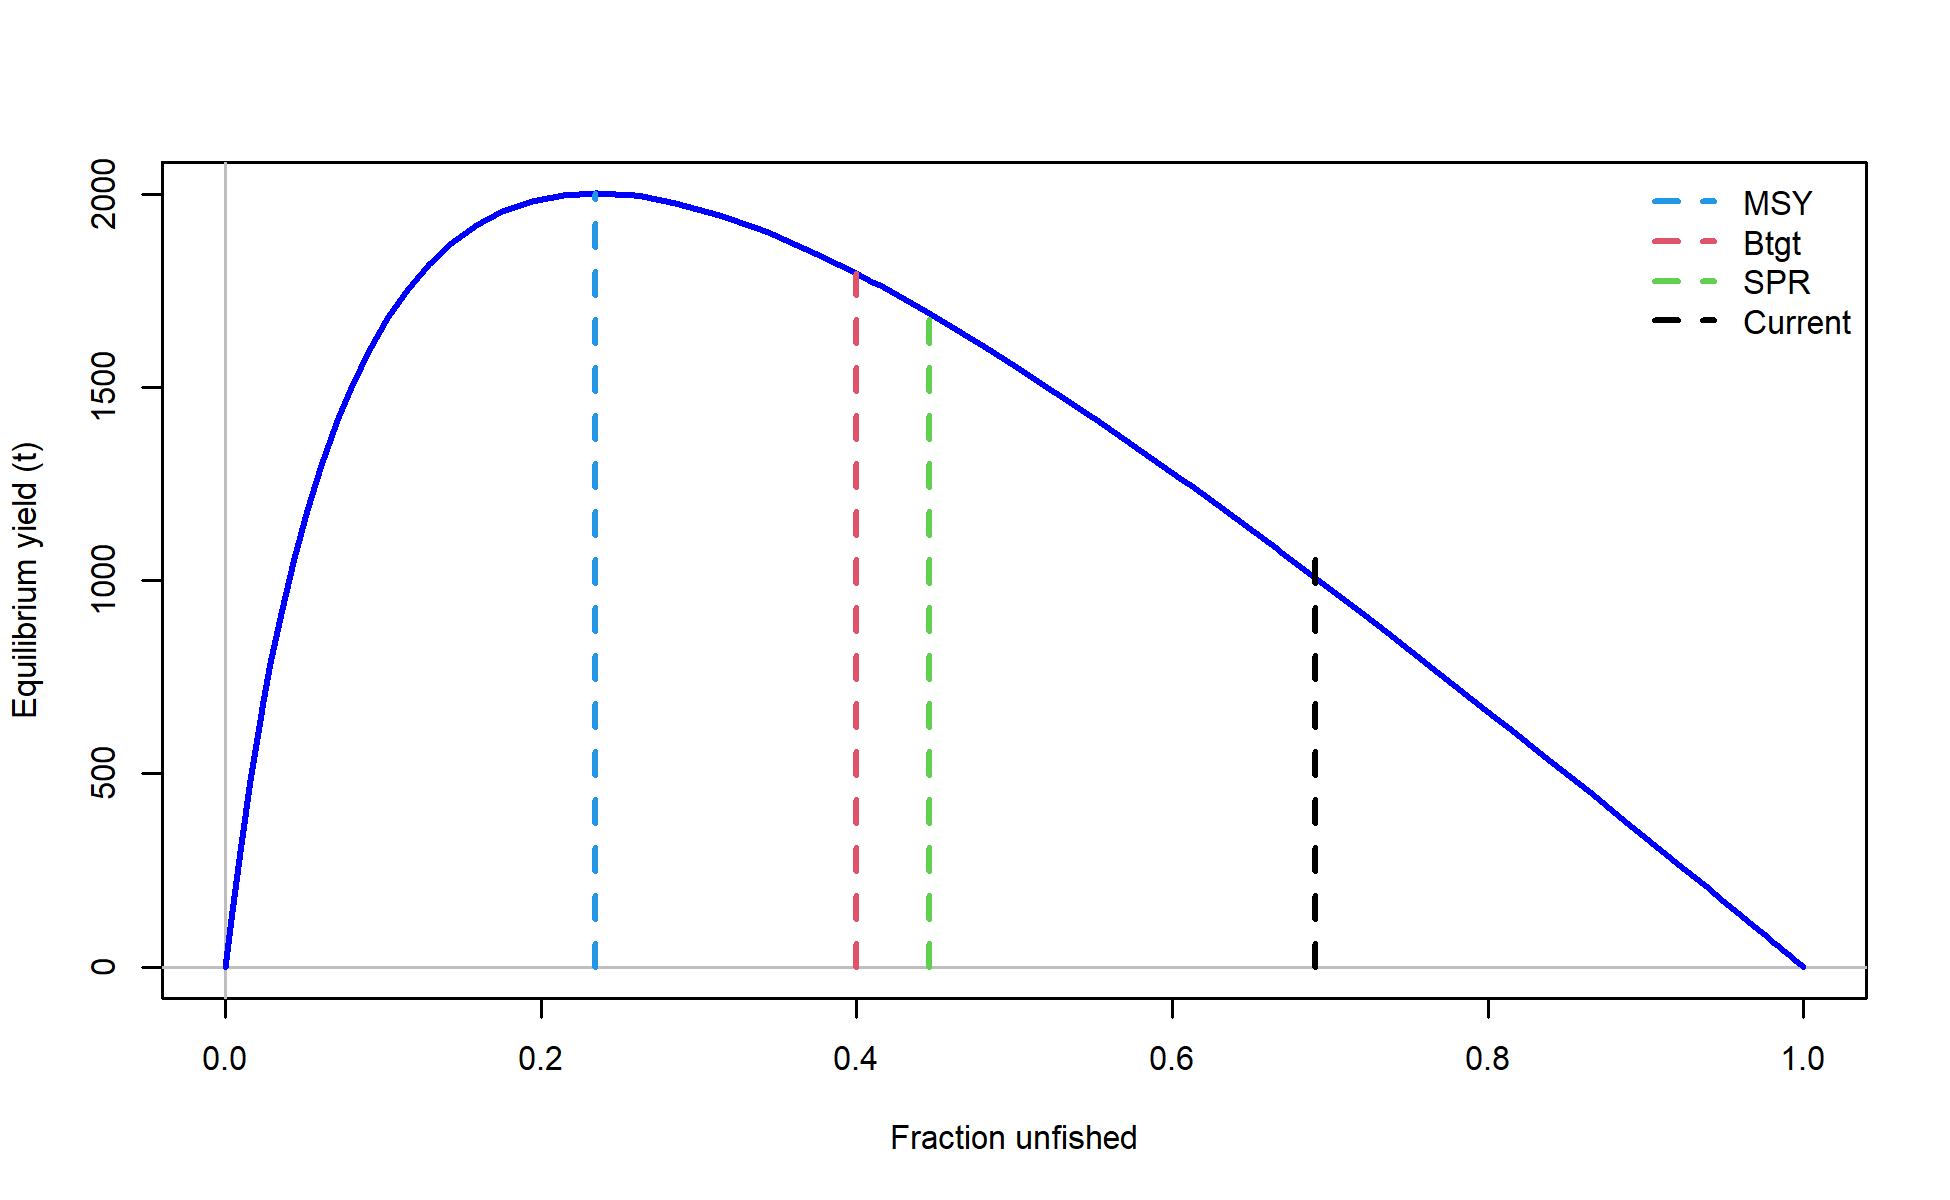 MSY
Btgt
SPR
Current
Equilibrium yield (t)
2000
1500
1000
500
0
0.0 0.2 0.4 0.6 0.8 1.0
Fraction unfished